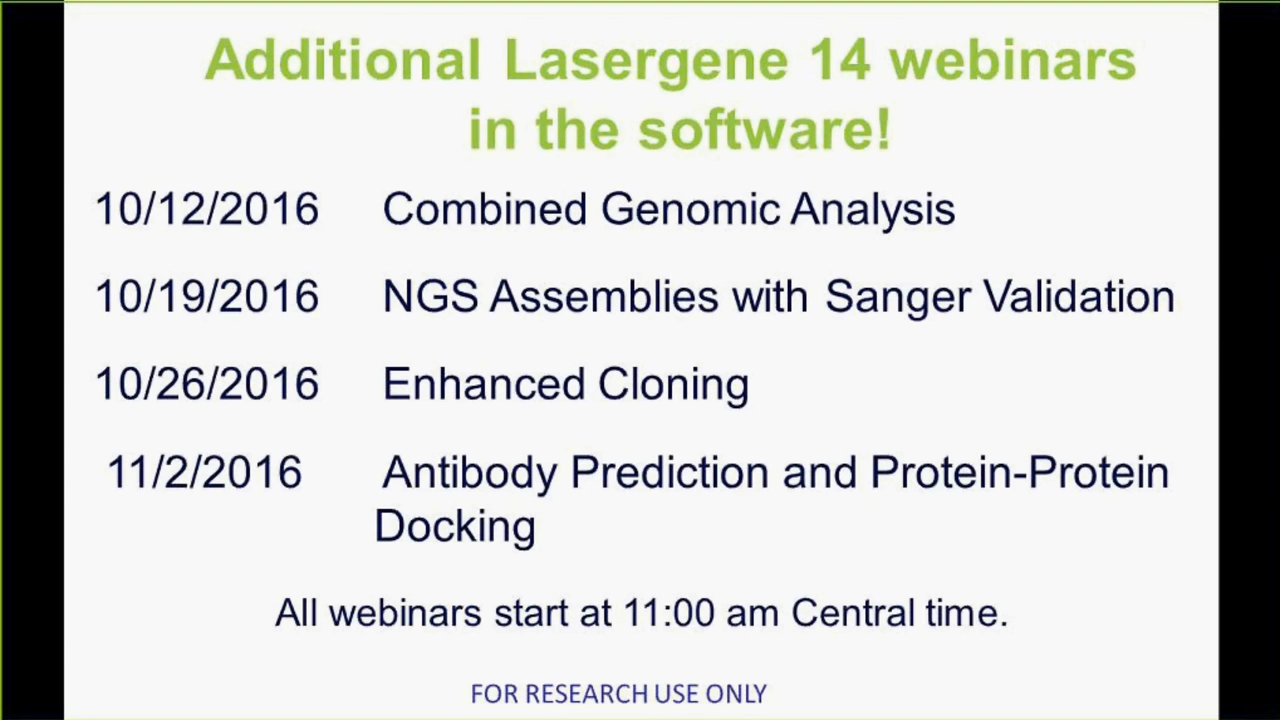 Additional Lasergene 14 webinars
in the software!
10/12/2016 Combined Genomic Analysis
10/19/2016 NGS Assemblies with Sanger Validation
10/26/2016 Enhanced Cloning
11/2/2016 Antibody Prediction and Protein-Protein
Docking
All webinars start at 11:00 am Central time.
FOR RESEARCH USE ONLY